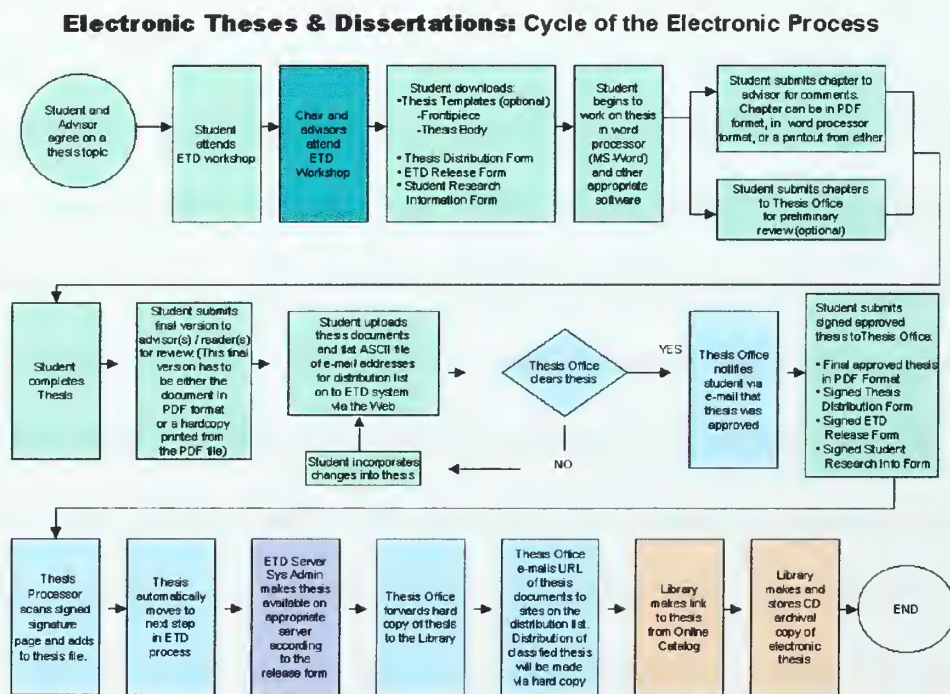 Electronic Theses & Dissertations: Cycle of the Electronic Process
Student and
Advisor
agree on a
thesis topic
Student
attends
ETD workshop
Chair and
advisors
attend
ETD
Workshop
Student downloads:
•Thesis Templates (optional)
-Frontipiece
-Thesis Body
• Thesis Distribution Form
• ETD Release Form
• Student Research
Information Form
Student
begins to
work on thesis
in word
processor
(MS-Word)
and other
appropriate
software
Student submits chapter to
advisor for comments.
Chapter can be in PDF
format, in word processor
format, or a printout from either
Student submits chapters
to Thesis Office
for preliminary
review (optional)
Student
completes
Thesis
Student submits
final version to
advisor(s) / reader(s)
for review. (This final
version has to
be either the
document in
PDF format
or a hardcopy
printed from
the PDF file)
Student uploads
thesis documents
and flat ASCII file
of e-mail addresses
for distribution list
on to ETD system
via the Web
Thesis Office
clears thesis
YES
NO
Student incorporates
changes into thesis
Thesis Office
notifies
student via
e-mail that
thesis was
approved
Student submits
signed approved
thesis to Thesis Office:
• Final approved thesis
in PDF Format
• Signed Thesis
Distribution Form
• Signed ETD
Release Form
• Signed Student
Research Info Form
Thesis
Processor
scans signed
signature
page and adds
to thesis file.
Thesis
automatically
moves to
next step
in ETD
process
ETD Server
Sys Admin
makes thesis
available on
appropriate
server
according
to the
release form
Thesis Office
forwards hard
copy of thesis
to the Library
Thesis Office
e-mails URL
of thesis
documents to
sites on the
distribution list.
Distribution of
classified thesis
will be made
via hard copy
Library
makes link
to thesis
from Online
Catalog
Library
makes and
stores CD
archival
copy of
electronic
thesis
END